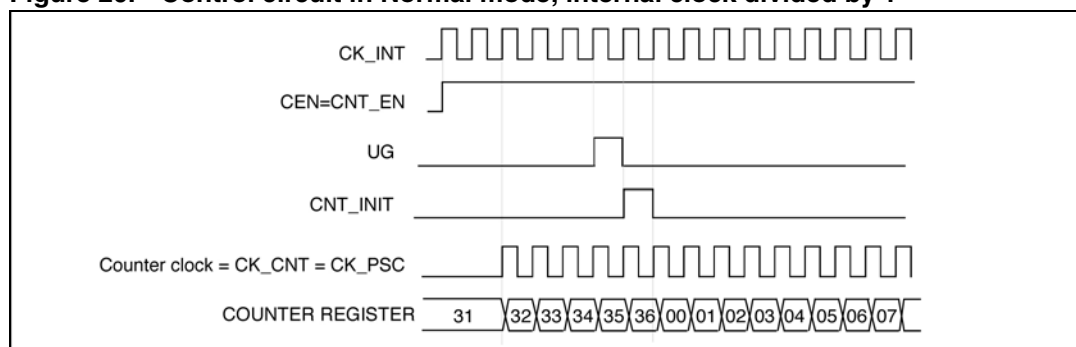 CK_INT
CEN=CNT_EN
UG
CNT_INIT
Counter clock = CK_CNT = CK_PSC
COUNTER REGISTER 31 32 33 34 35 36 00 01 02 03 04 05 06 07